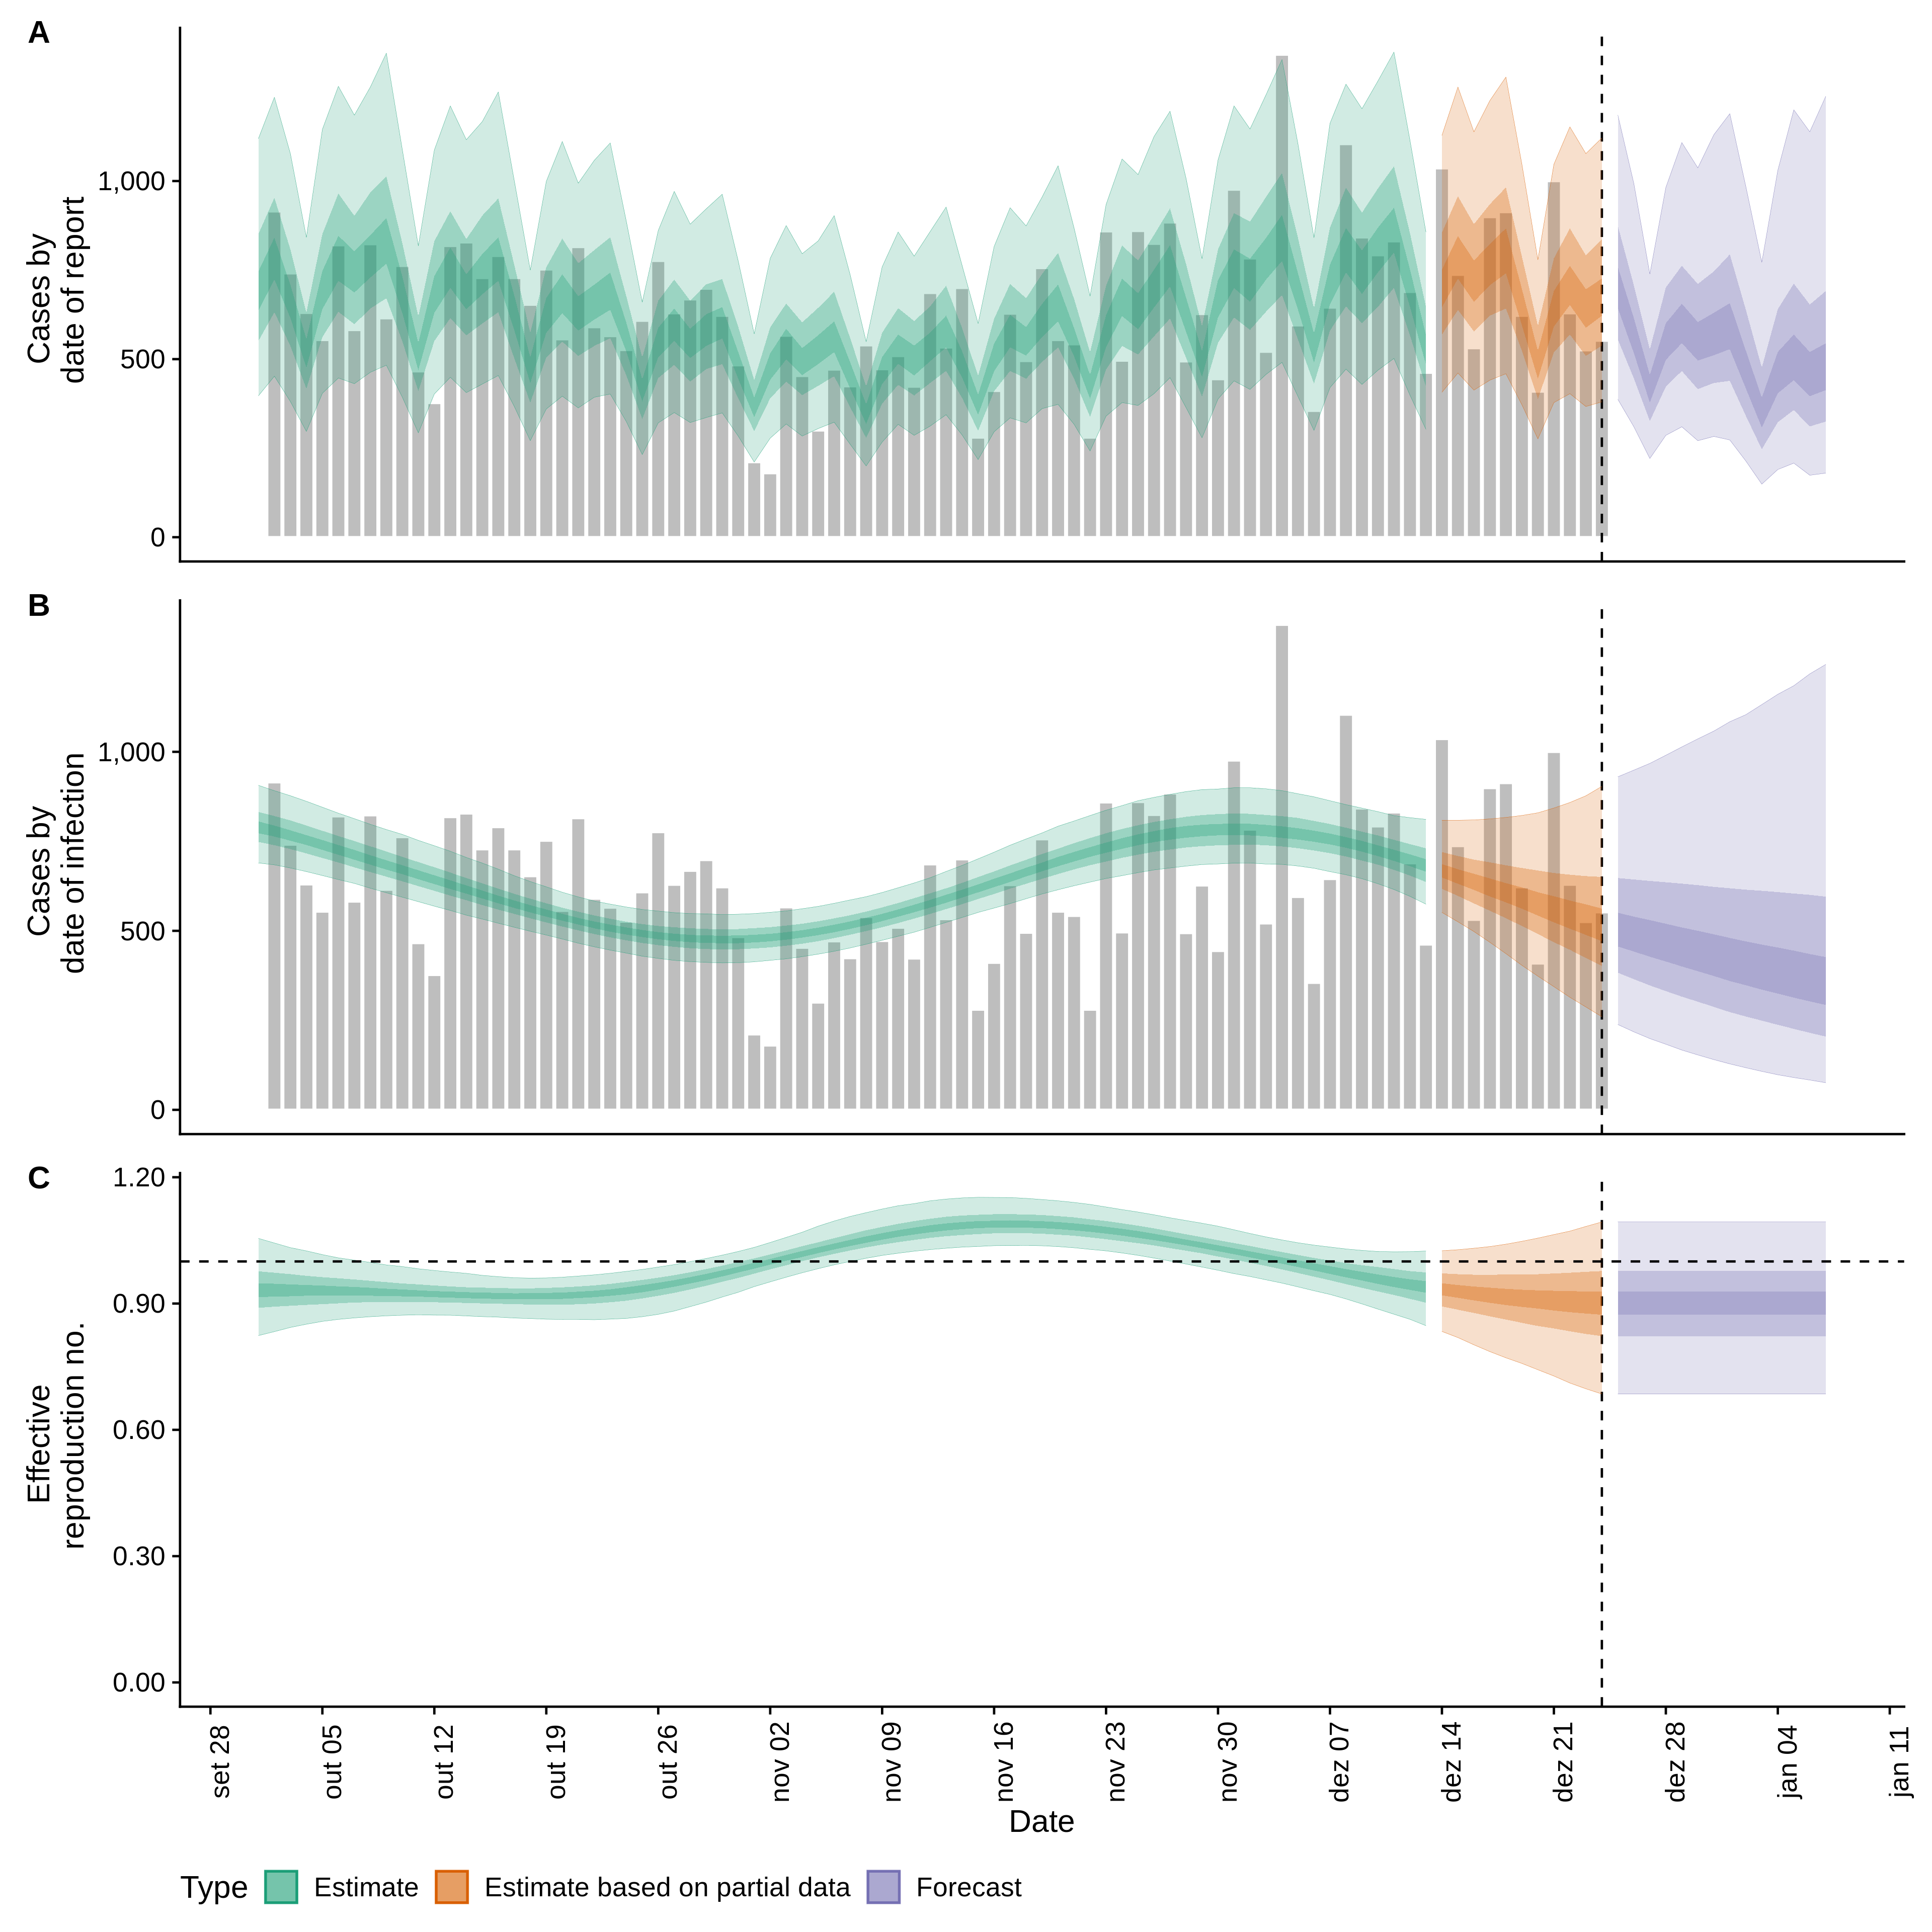 A
Cases by
date of report
1,000
500
0
B
Cases by
date of infection
1,000
500
0
C
Effective
reproduction no.
1.20
0.90
0.60
0.30
0.00
set 28
out 05
out 12
out 19
out 26
nov 02
nov 09
nov 16
nov 23
nov 30
dez 07
dez 14
dez 21
dez 28
jan 04
jan 11
Date
Type Estimate Estimate based on partial data Forecast